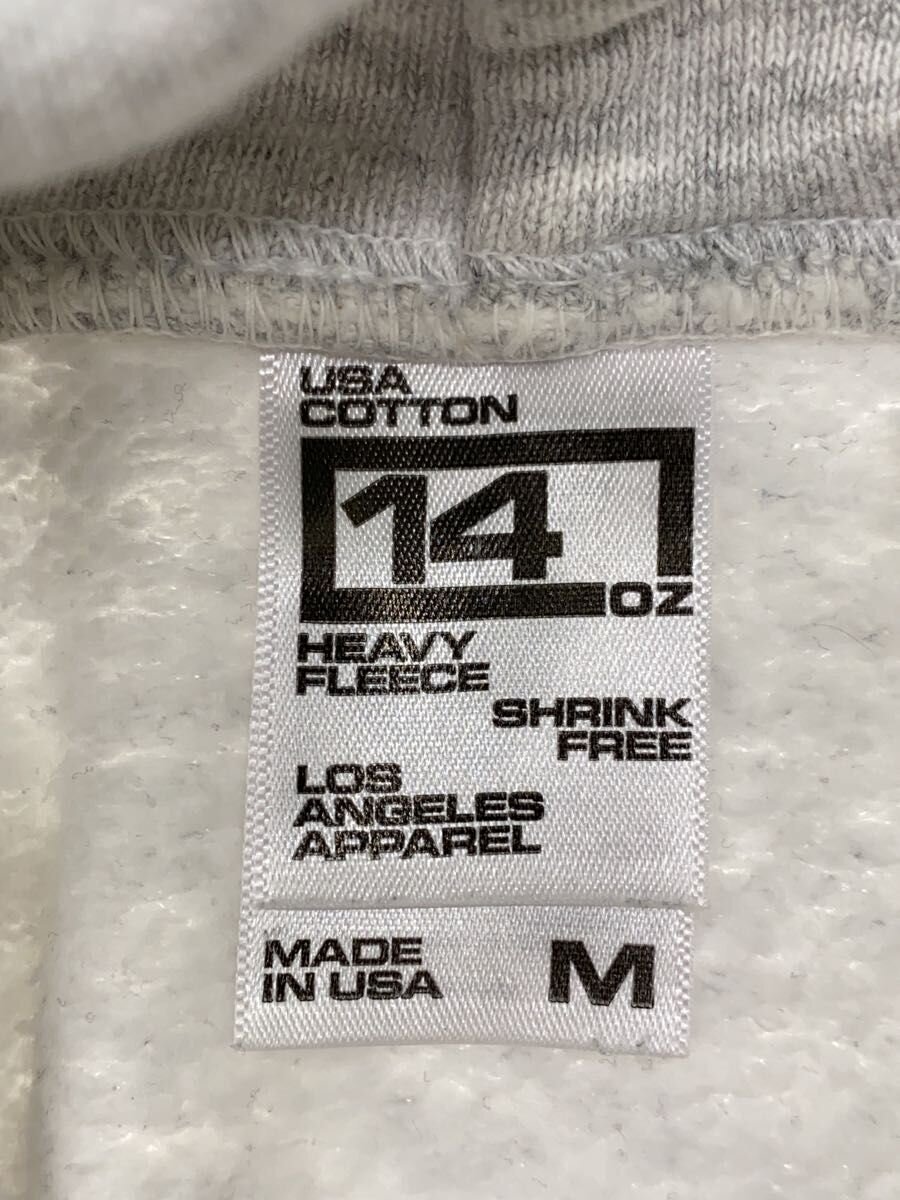 USA
COTTON
14
OZ
HEAVY
FLEECE
SHRINK
FREE
LOS
ANGELES
APPAREL
MADE
IN USA
M